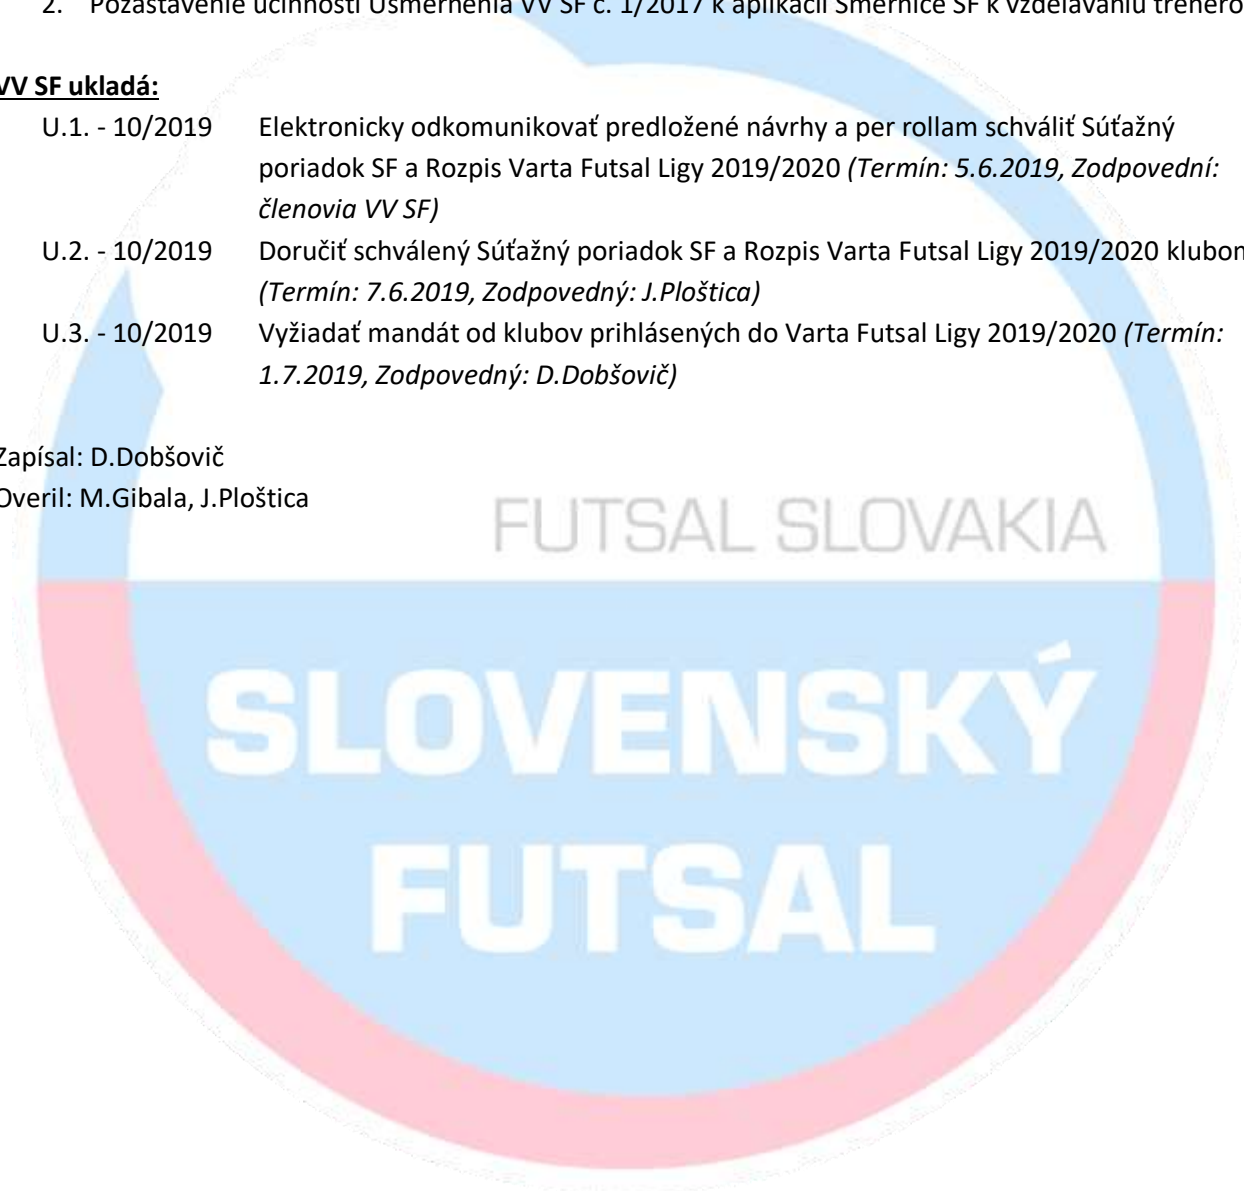 2. Pozastavenie účinnosti Usmernenia VV SF č. 1/2017 k aplikácii Smernice SF k vzdelávaniu trénero
VV SF ukladá:
U.1. - 10/2019 Elektronicky odkomunikovať predložené návrhy a per rollam schváliť Súťažný
poriadok SF a Rozpis Varta Futsal Ligy 2019/2020 (Termín: 5.6.2019, Zodpovední:
členovia VV SF)
U.2. - 10/2019 Doručiť schválený Súťažný poriadok SF a Rozpis Varta Futsal Ligy 2019/2020 klubom
(Termín: 7.6.2019, Zodpovedný: J.Ploštica)
U.3. - 10/2019 Vyžiadať mandát od klubov prihlásených do Varta Futsal Ligy 2019/2020 (Termín:
1.7.2019, Zodpovedný: D.Dobšovič)
Zapísal: D.Dobšovič
Overil: M.Gibala, J.Ploštica
FUTSAL SLOVAKIA
SLOVENSKÝ
FUTSAL